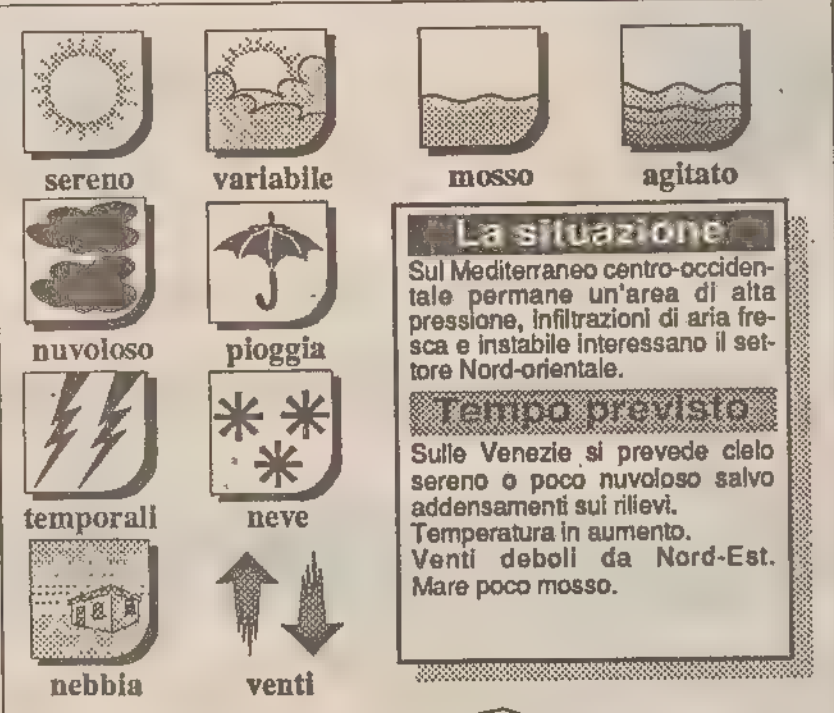 sereno
variabile
mosso
agitato
nuvoloso
pioggia
temporali
neve
nebbia
venti
La situazione
Sul Mediterraneo centro-occiden-
tale permane un'area di alta
pressione, infiltrazioni di aria fre-
sca e instabile interessano il set-
tore Nord-orientale.
Tempo previsto
Sulle Venezie si prevede cielo
sereno o poco nuvoloso salvo
addensamenti sui rilievi.
Temperatura in aumento.
Venti deboli da Nord-Est.
Mare poco mosso.